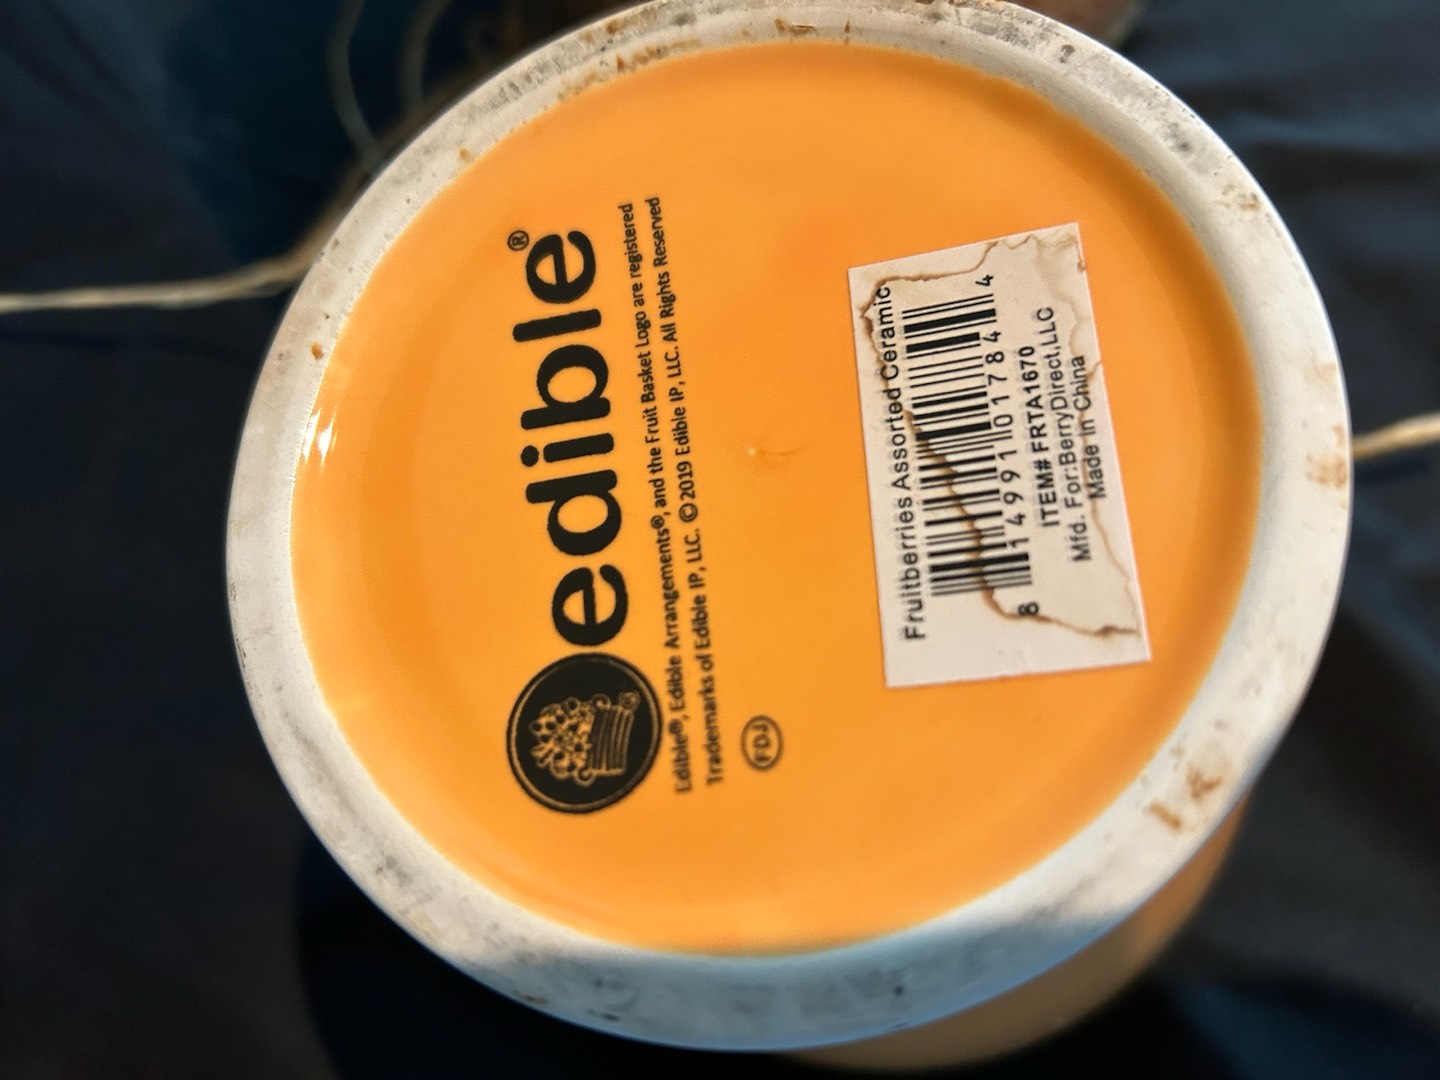 edible®
Edible®, Edible Arrangements®, and the Fruit Basket Logo are registered
Trademarks of Edible IP, LLC. ©2019 Edible IP, LLC. All Rights Reserved
FDJ
Fruitberries Assorted Ceramic
8 14991 01784 4
ITEM# FRTA1670
Mfd. For:BerryDirect,LLC
Made in China